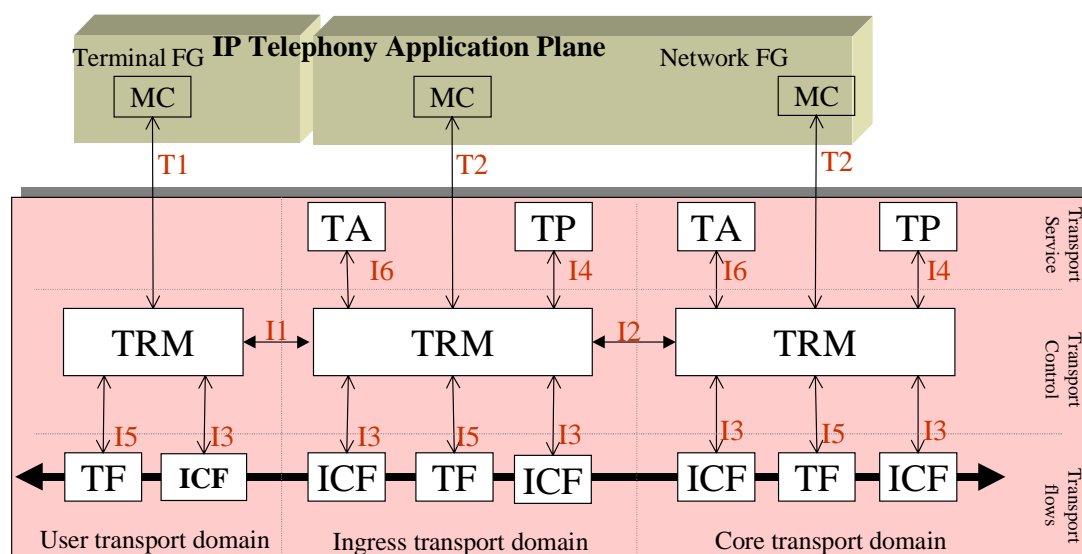 IP Telephony Application Plane
Terminal FG
Network FG
MC
MC
MC
T1
T2
T2
TA
TP
TA
TP
Transport
Service
I6
I4
I6
I4
TRM
I1
TRM
I2
TRM
Transport
Control
I5
I3
I3
I5
I3
I3
I5
I3
TF
ICF
ICF
TF
ICF
ICF
TF
ICF
Transport
flows
User transport domain
Ingress transport domain
Core transport domain